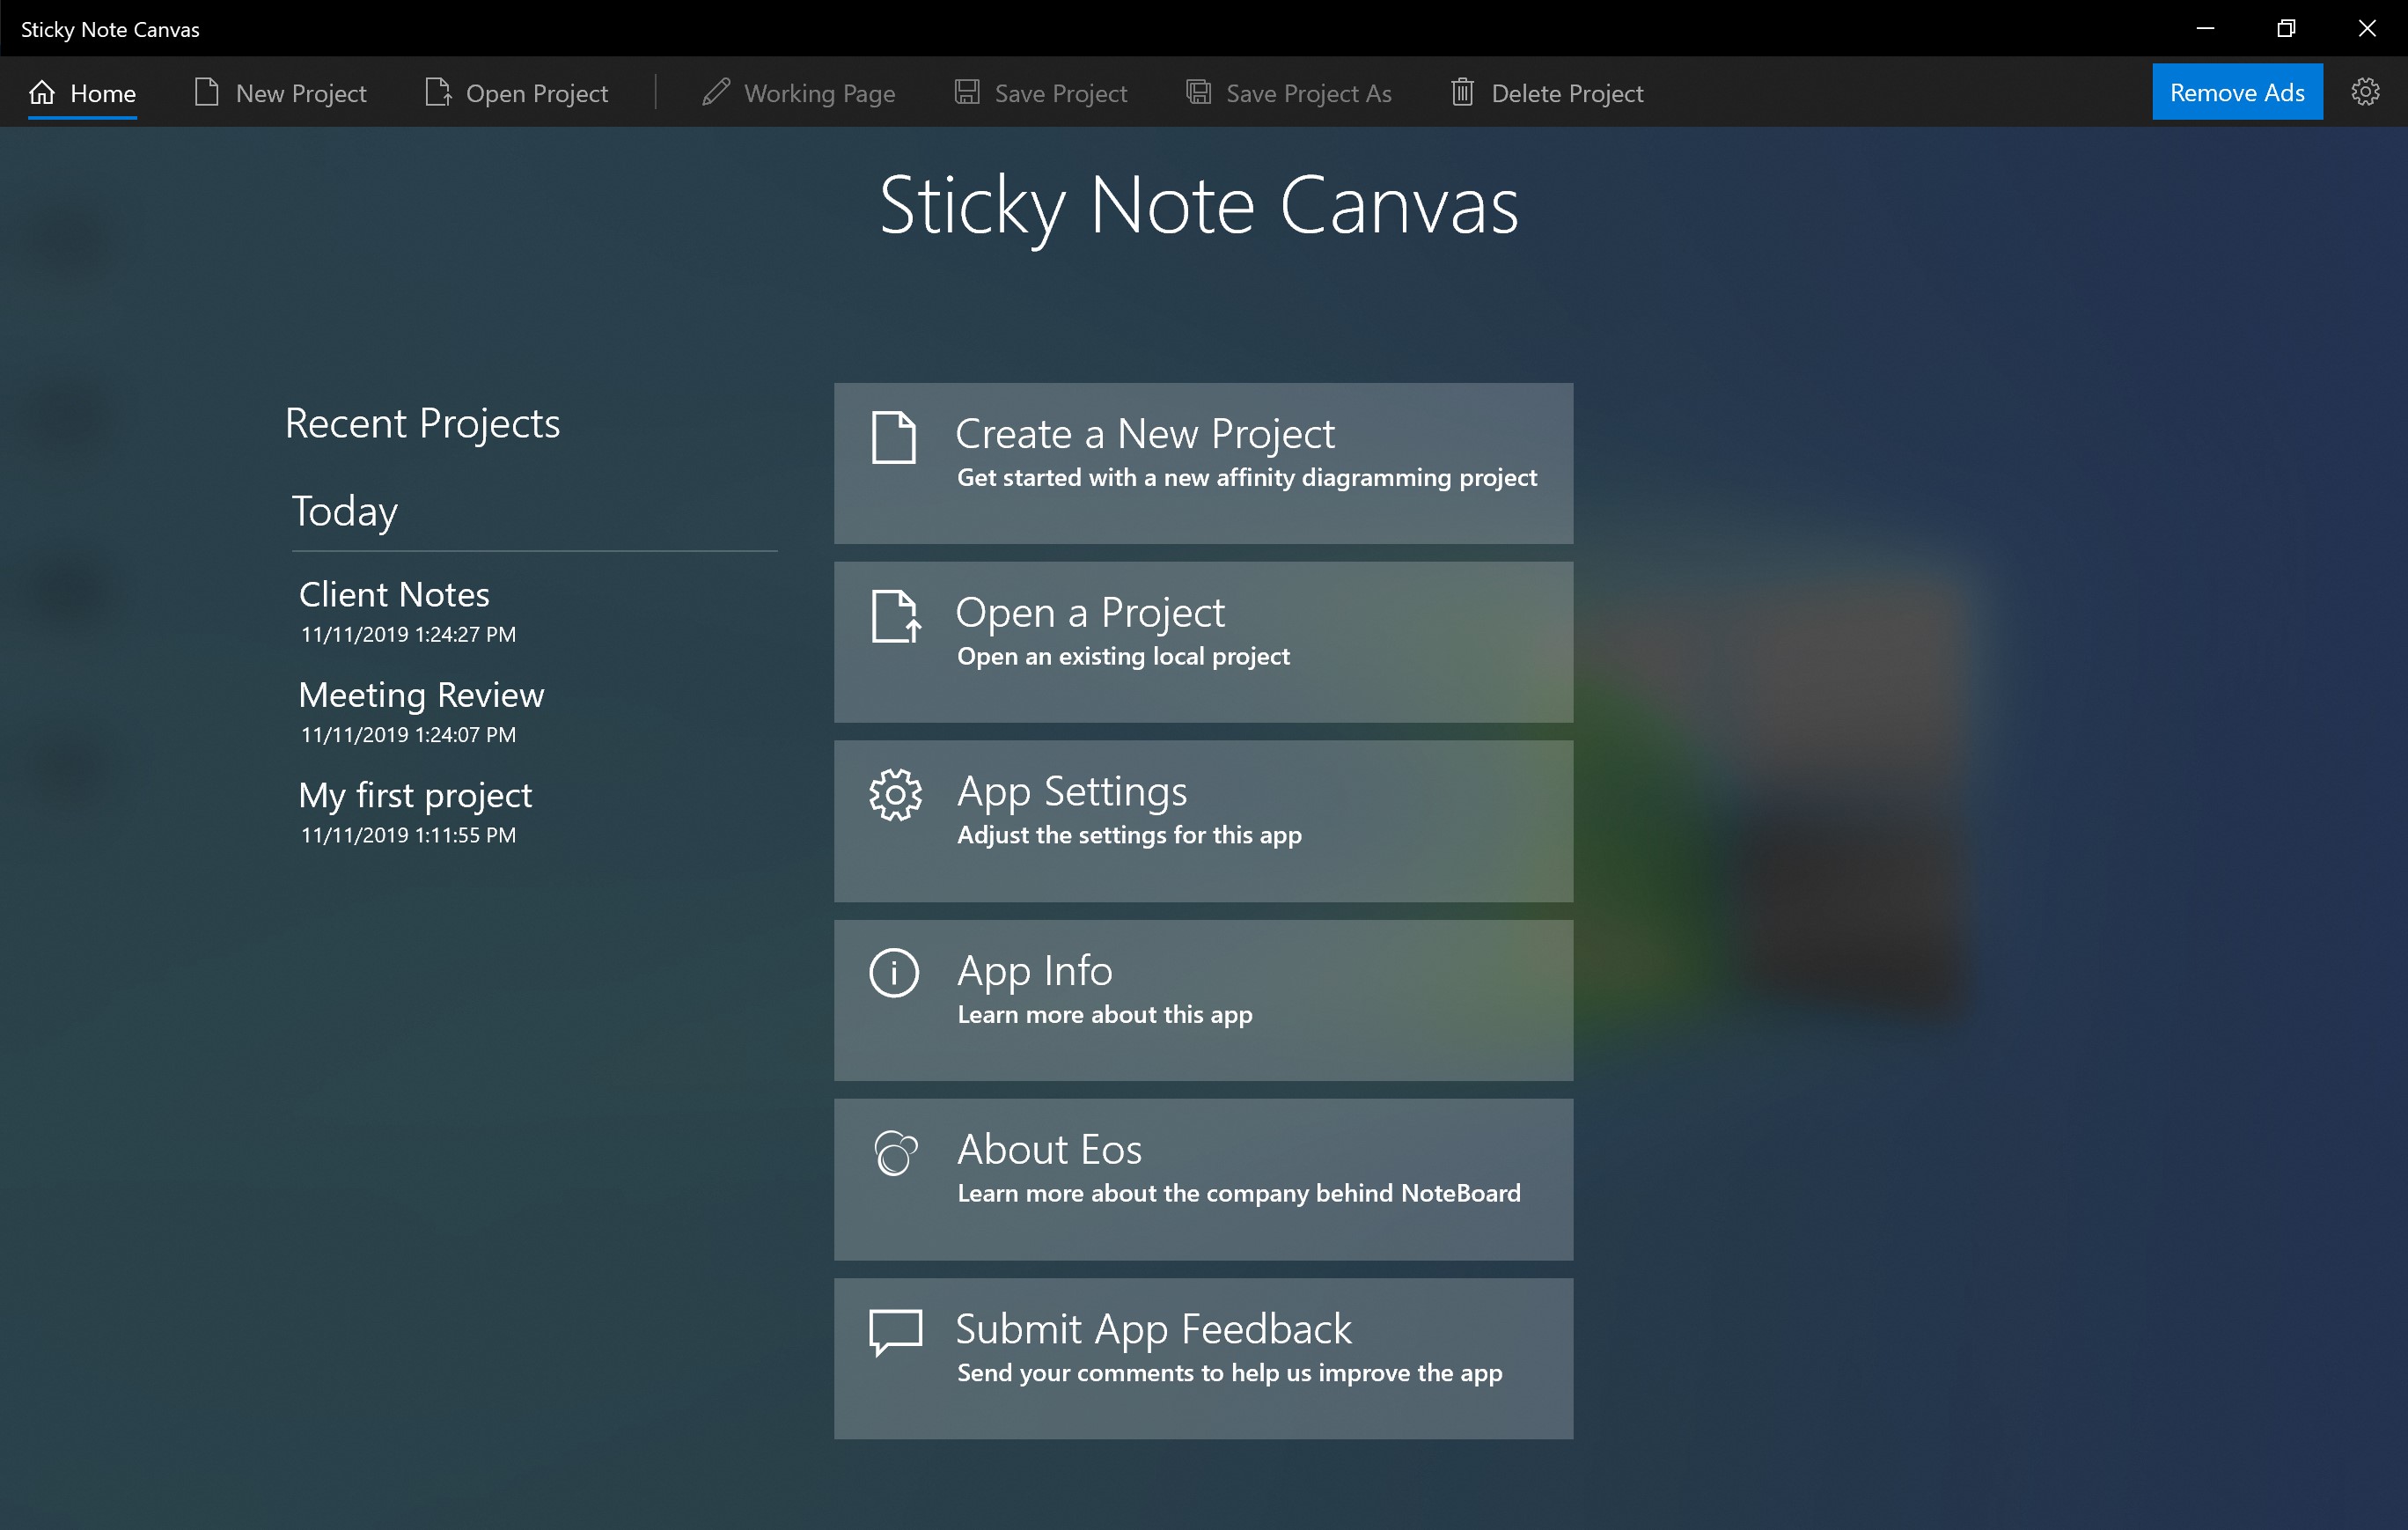 Sticky Note Canvas
Home New Project Open Project Working Page Save Project Save Project As Delete Project Remove Ads
Sticky Note Canvas
Recent Projects
Today
Client Notes
11/11/2019 1:24:27 PM
Meeting Review
11/11/2019 1:24:07 PM
My first project
11/11/2019 1:11:55 PM
Create a New Project
Get started with a new affinity diagramming project
Open a Project
Open an existing local project
App Settings
Adjust the settings for this app
App Info
Learn more about this app
About Eos
Learn more about the company behind NoteBoard
Submit App Feedback
Send your comments to help us improve the app